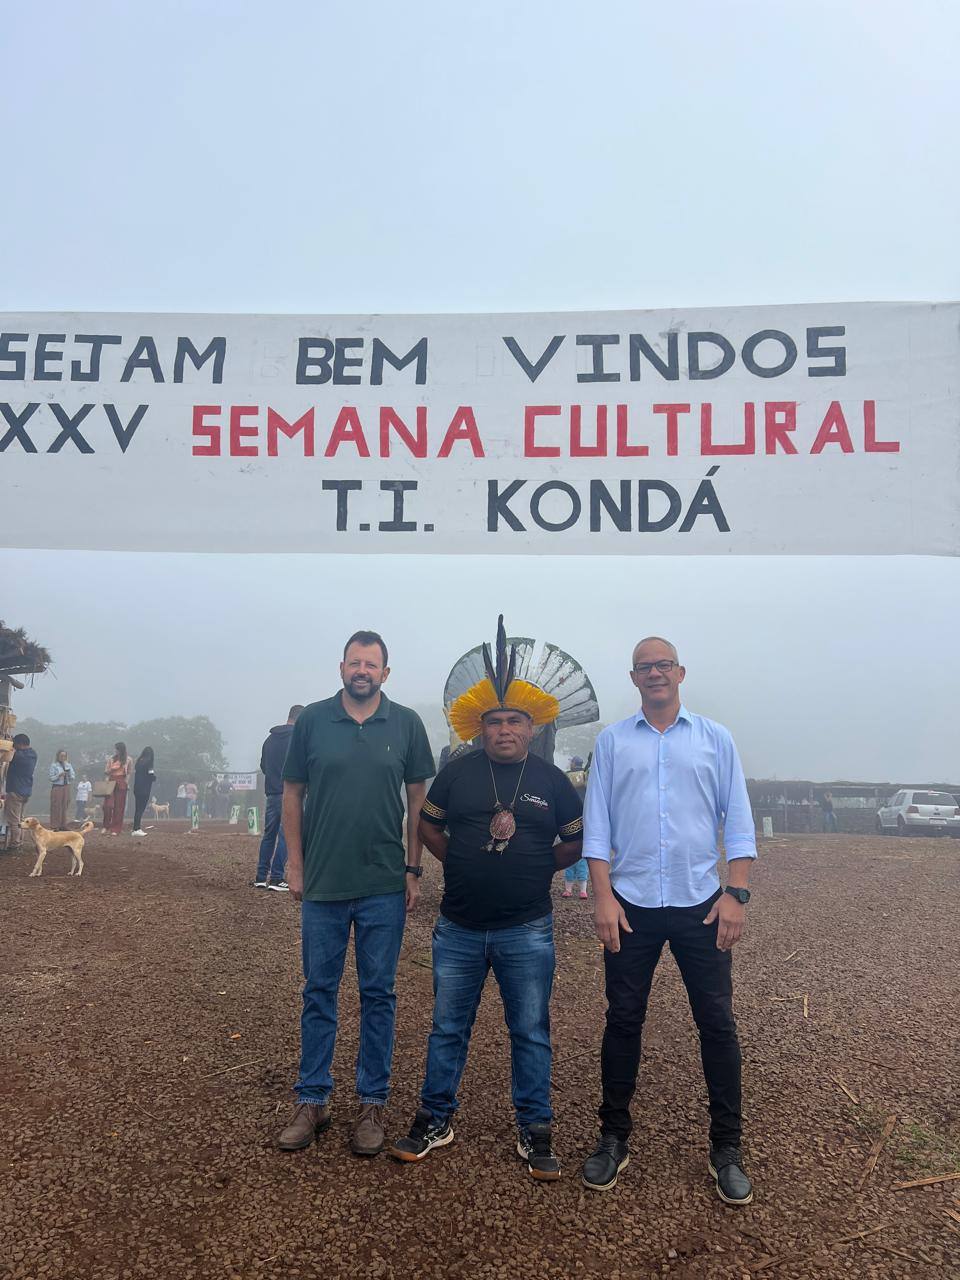 SEJAM BEM VINDOS
XXV SEMANA CULTURAL
T.I. KONDÁ